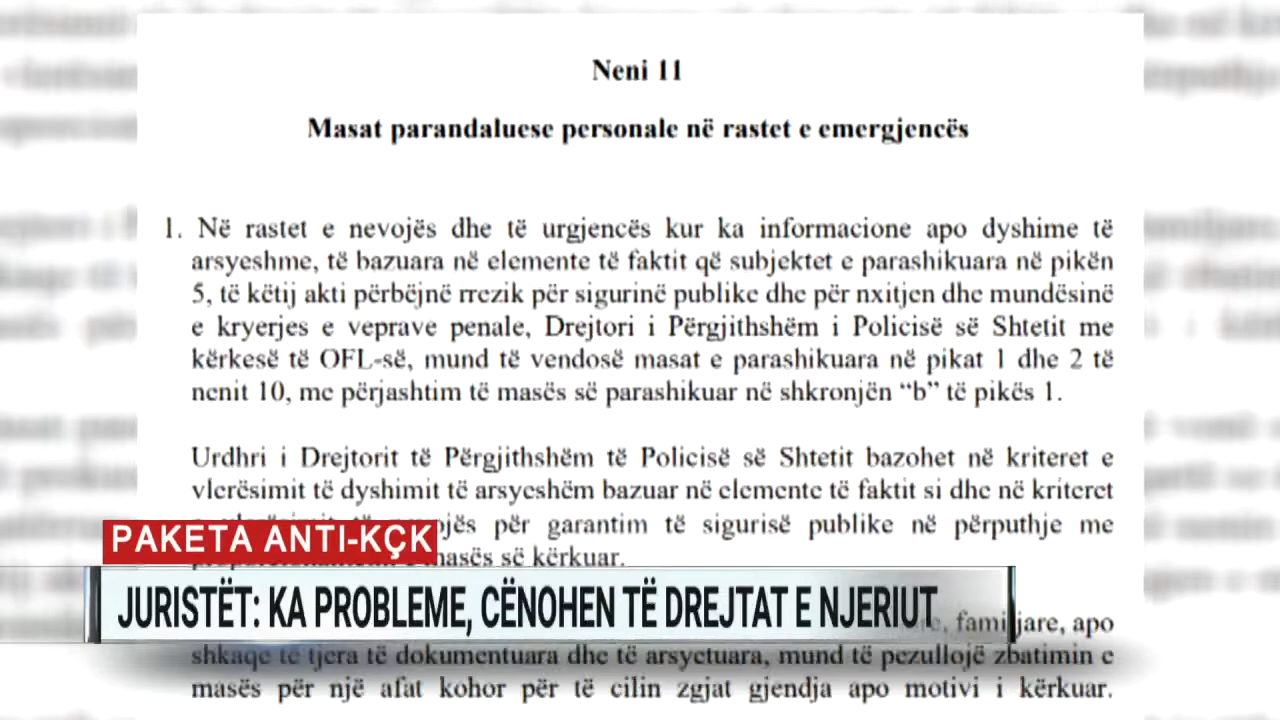 Neni 11
Masat parandaluese personale në rastet e emergjencës
1. Në rastet e nevojës dhe të urgjencës kur ka informacione apo dyshime të
arsyeshme, të bazuara në elemente të faktit që subjektet e parashikuara në pikën
5, të këtij akti përbëjnë rrezik për sigurinë publike dhe për nxitjen dhe mundësinë
e kryerjes e veprave penale, Drejtori i Përgjithshëm i Policisë së Shtetit me
kërkesë të OFL-së, mund të vendosë masat e parashikuara në pikat 1 dhe 2 të
nenit 10, me përjashtim të masës së parashikuar në shkronjën “b” të pikës 1.
Urdhri i Drejtorit të Përgjithshëm të Policisë së Shtetit bazohet në kriteret e
vlerësimit të dyshimit të arsyeshëm bazuar në elemente të faktit si dhe në kriteret
për garantim të sigurisë publike në përputhje me
së kërkuar.
PAKETA ANTI-KÇK
JURISTËT: KA PROBLEME, CËNOHEN TË DREJTAT E NJERIUT
familjare, apo
shkaqe të tjera të dokumentuara dhe të arsyetuara, mund të pezullojë zbatimin e
masës për një afat kohor për të cilin zgjat gjendja apo motivi i kërkuar.